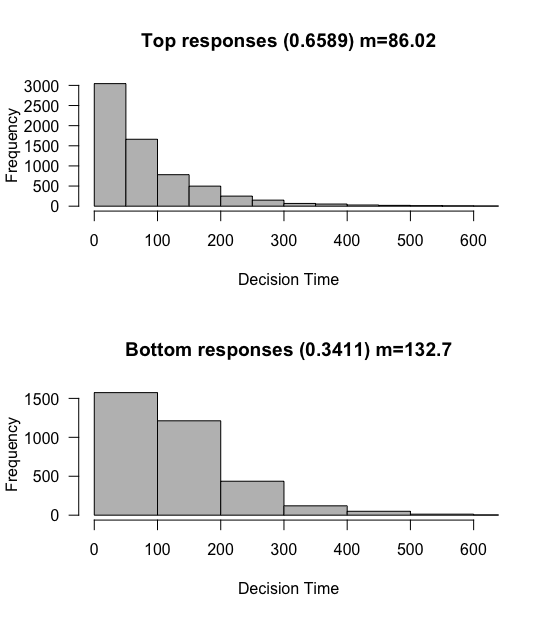 Top responses (0.6589) m=86.02
Frequency
3000
2500
2000
1500
1000
500
0
0 100 200 300 400 500 600
Decision Time
Bottom responses (0.3411) m=132.7
Frequency
1500
1000
500
0
0 100 200 300 400 500 600
Decision Time